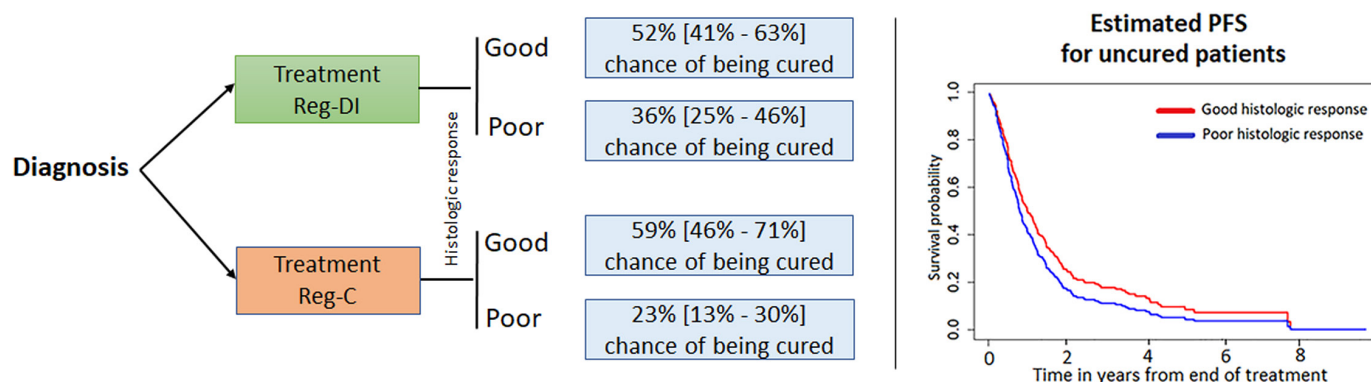 Diagnosis
Treatment
Reg-DI
Treatment
Reg-C
Histologic response
Good
52% [41% - 63%]
chance of being cured
Poor
36% [25% - 46%]
chance of being cured
Good
59% [46% - 71%]
chance of being cured
Poor
23% [13% - 30%]
chance of being cured
Estimated PFS
for uncured patients
Good histologic response
Poor histologic response
Survival probability
1.0
0.8
0.6
0.4
0.2
0.0
0 2 4 6 8
Time in years from end of treatment